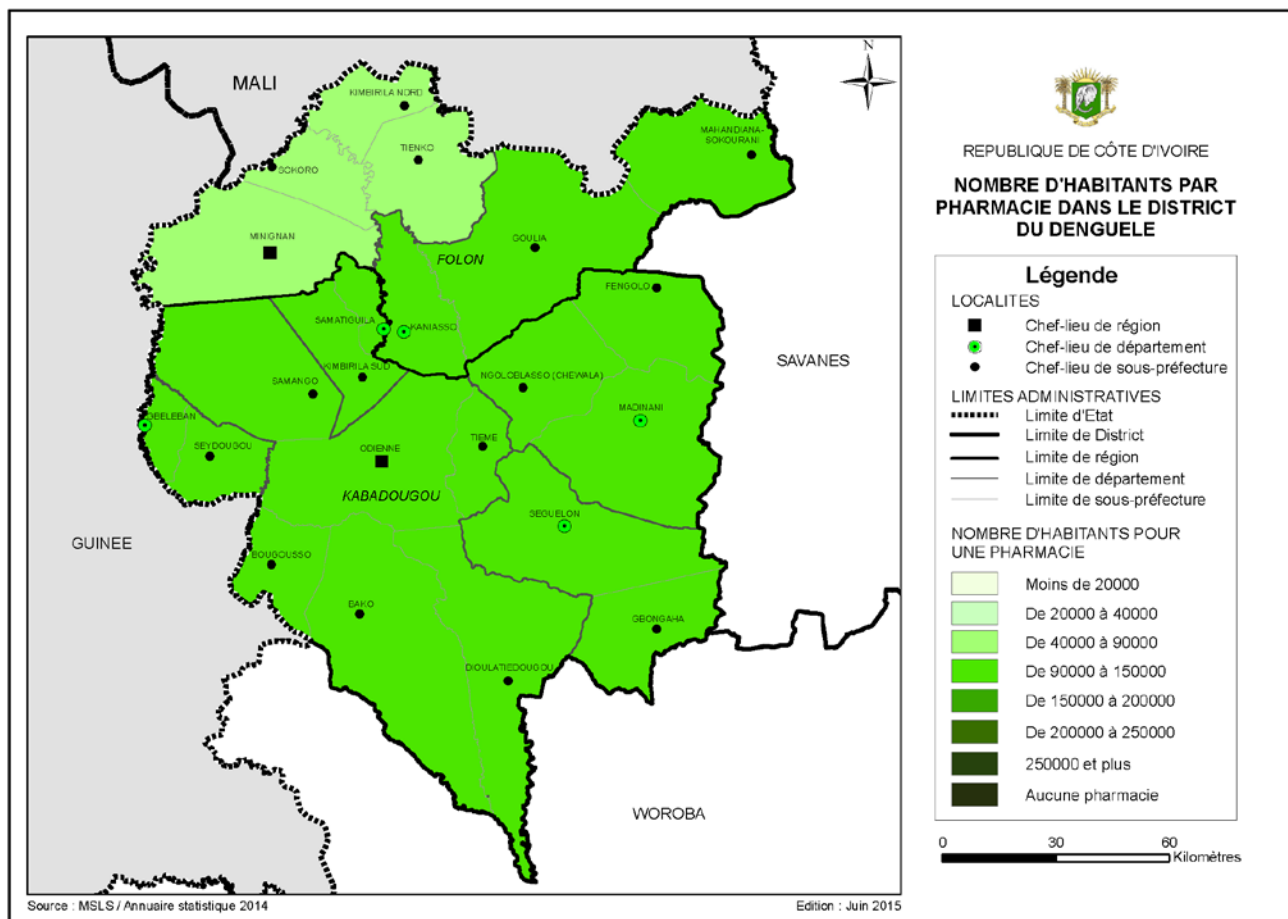 MALI
N
KIMBIRILA NORD
MAHANDIANA-
SOKOURANI
TIENKO
SOKORO
MINIGNAN
GOULIA
FOLON
FENGOLO
SAMATIGUILA
KANIASSO
SAVANES
KIMBIRILA SUD
NGOLOBLASSO (CHEWALA)
SAMANGO
MADINANI
GBELEBAN
TIEME
SEYDOUGOU
ODIENNE
KABADOUGOU
SEGUELON
GUINEE
BOUGOUSSO
BAKO
GBONGAHA
DIOULATIEDOUGOU
WOROBA
REPUBLIQUE DE CÔTE D'IVOIRE
NOMBRE D'HABITANTS PAR
PHARMACIE DANS LE DISTRICT
DU DENGUELE
Légende
LOCALITES
Chef-lieu de région
Chef-lieu de département
Chef-lieu de sous-préfecture
LIMITES ADMINISTRATIVES
Limite d'Etat
Limite de District
Limite de région
Limite de département
Limite de sous-préfecture
NOMBRE D'HABITANTS POUR
UNE PHARMACIE
Moins de 20000
De 20000 à 40000
De 40000 à 90000
De 90000 à 150000
De 150000 à 200000
De 200000 à 250000
250000 et plus
Aucune pharmacie
0 30 60
Kilomètres
Source : MSLS / Annuaire statistique 2014
Edition : Juin 2015